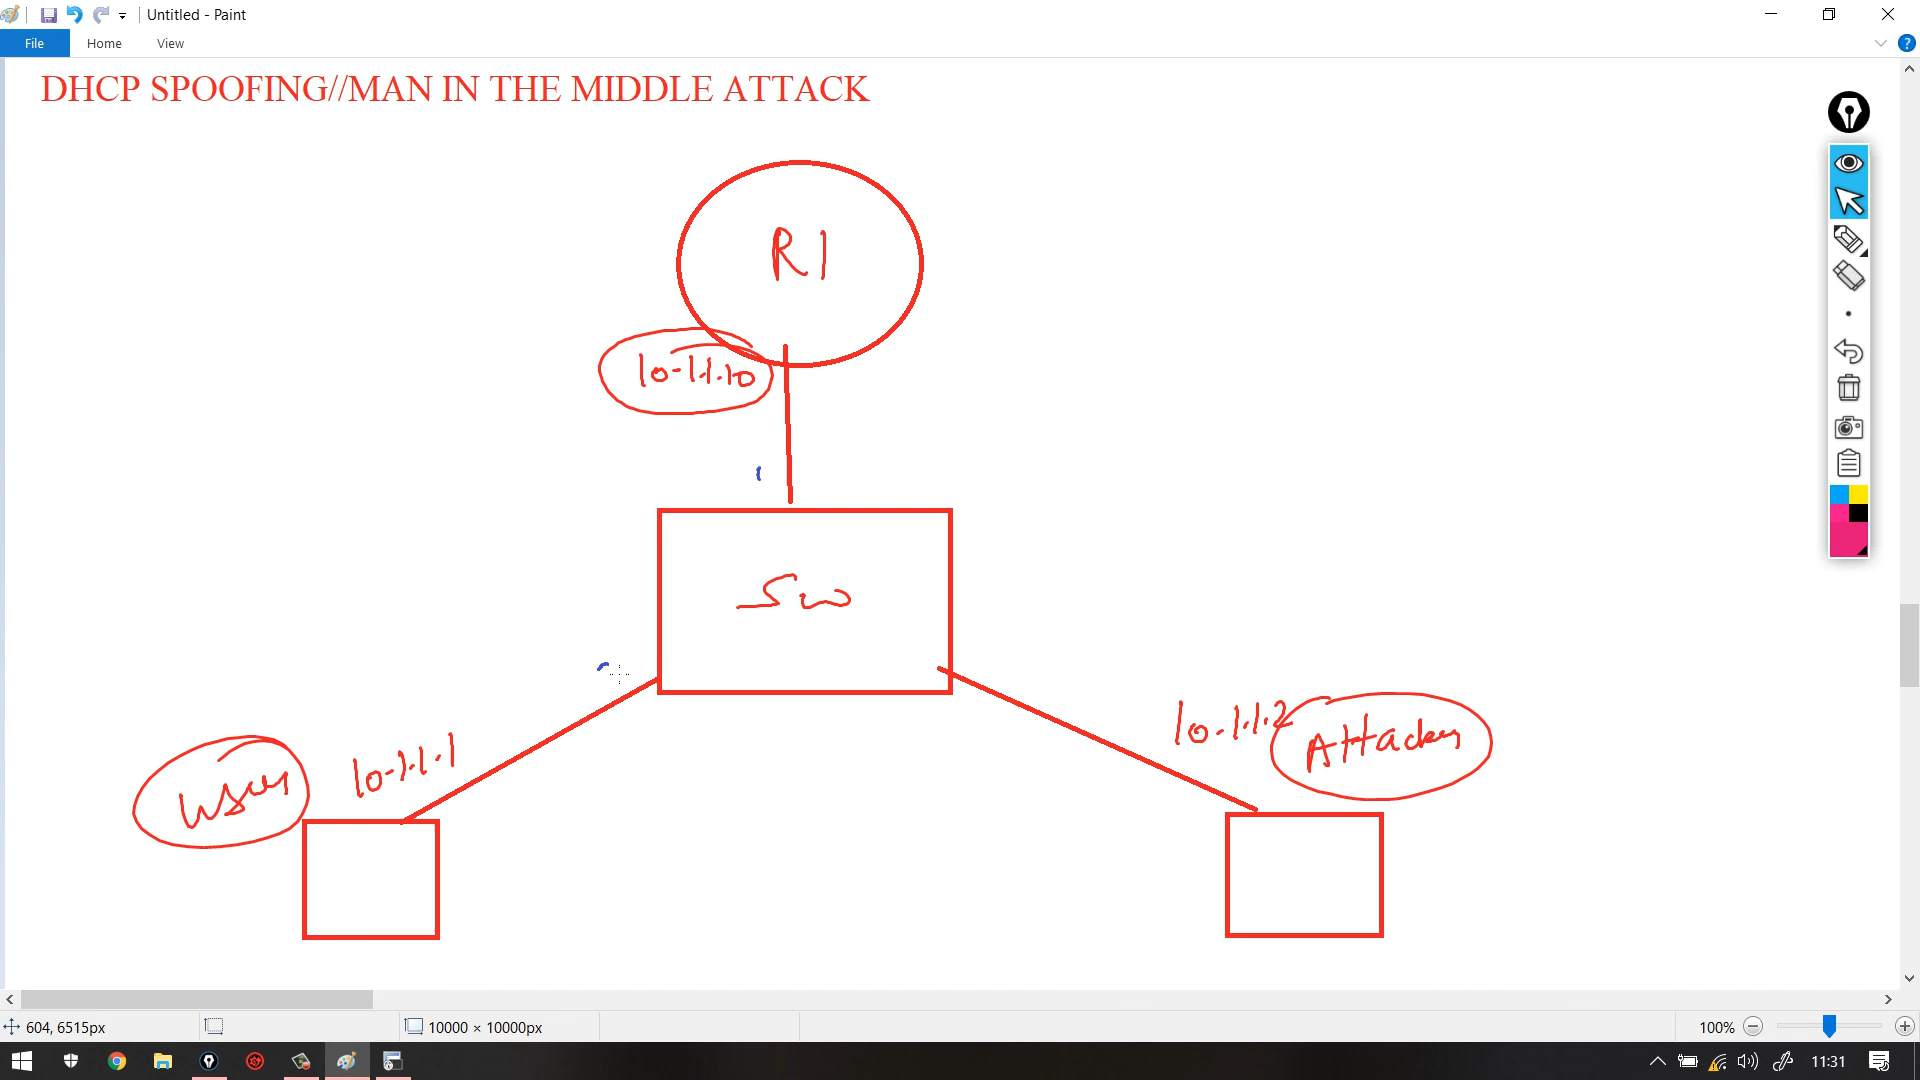 Untitled - Paint
File Home View
DHCP SPOOFING//MAN IN THE MIDDLE ATTACK
R1
10.1.1.10
1
SW
10.1.1.2 Attacker
User 10.1.1.1
604, 6515px
10000 × 10000px
100%
11:31